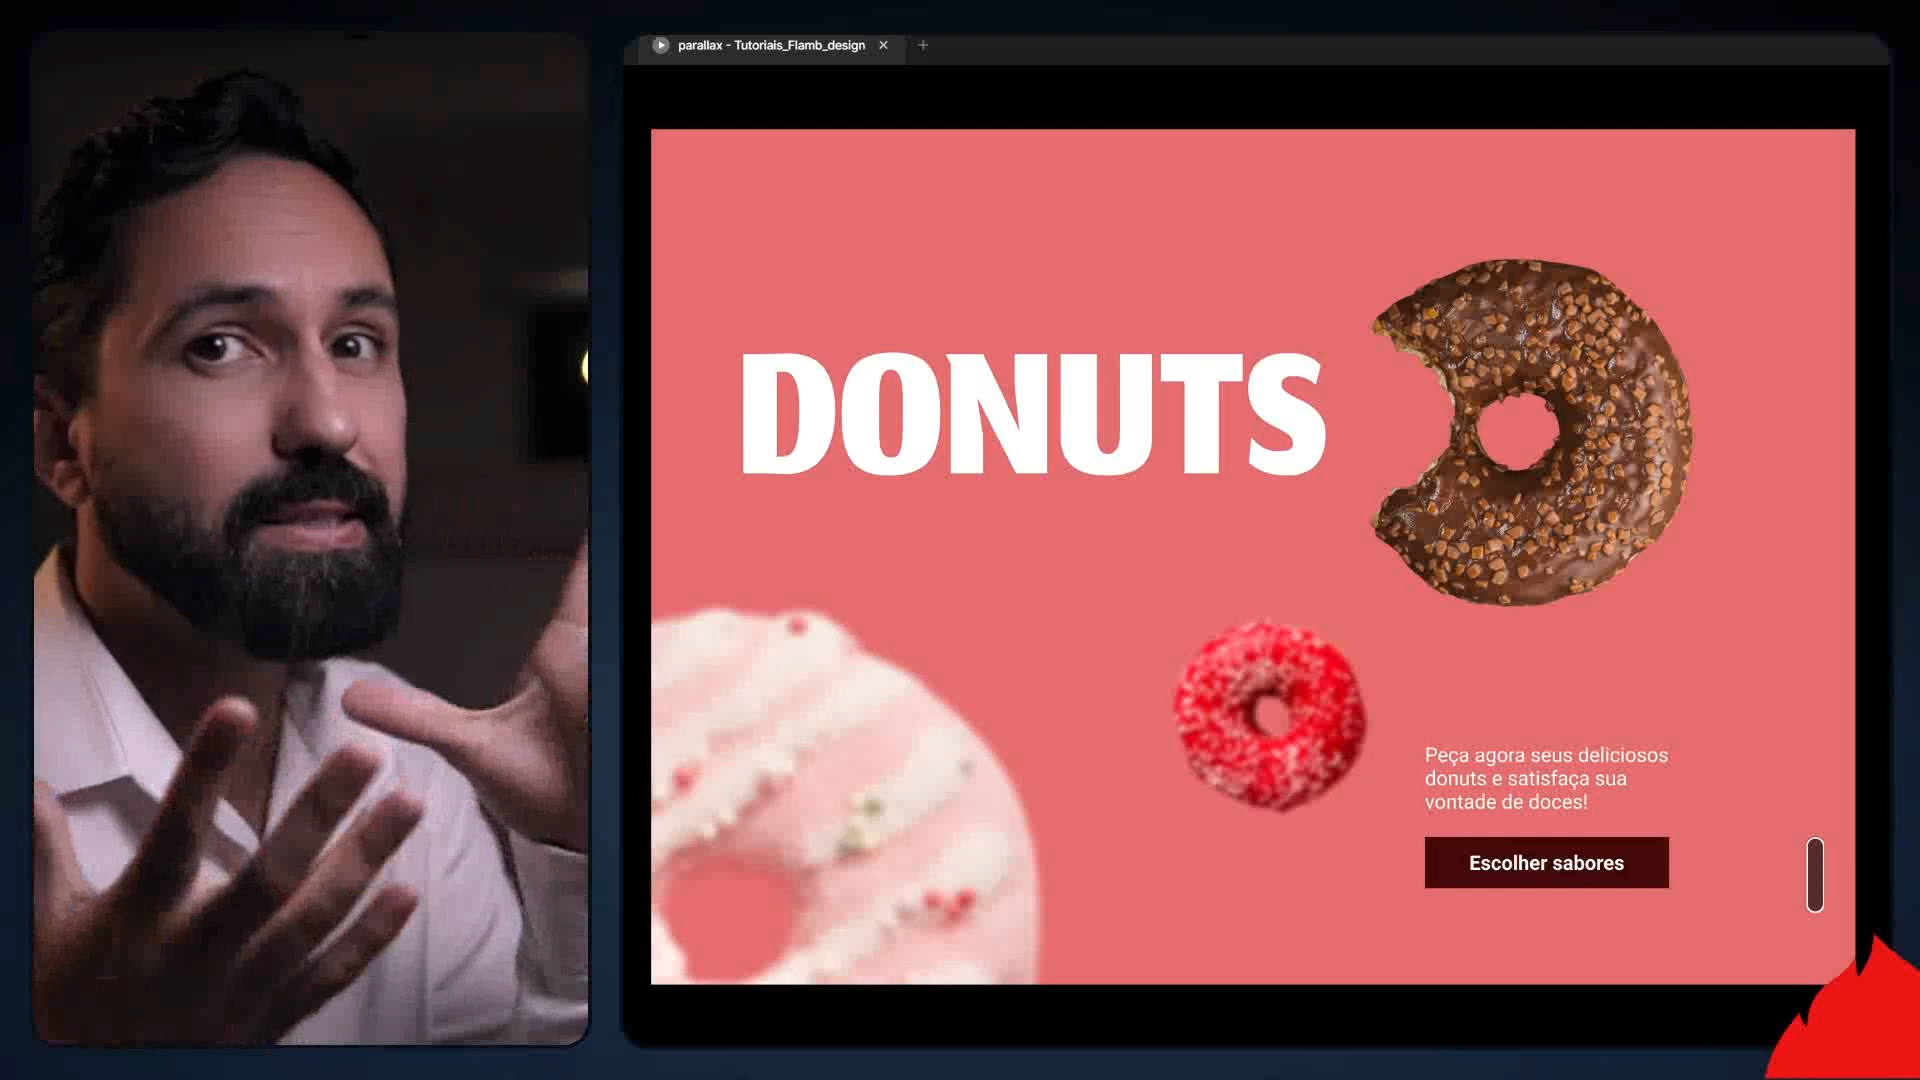 parallax - Tutoriais_Flamb_design
DONUTS
Peça agora seus deliciosos
donuts e satisfaça sua
vontade de doces!
Escolher sabores